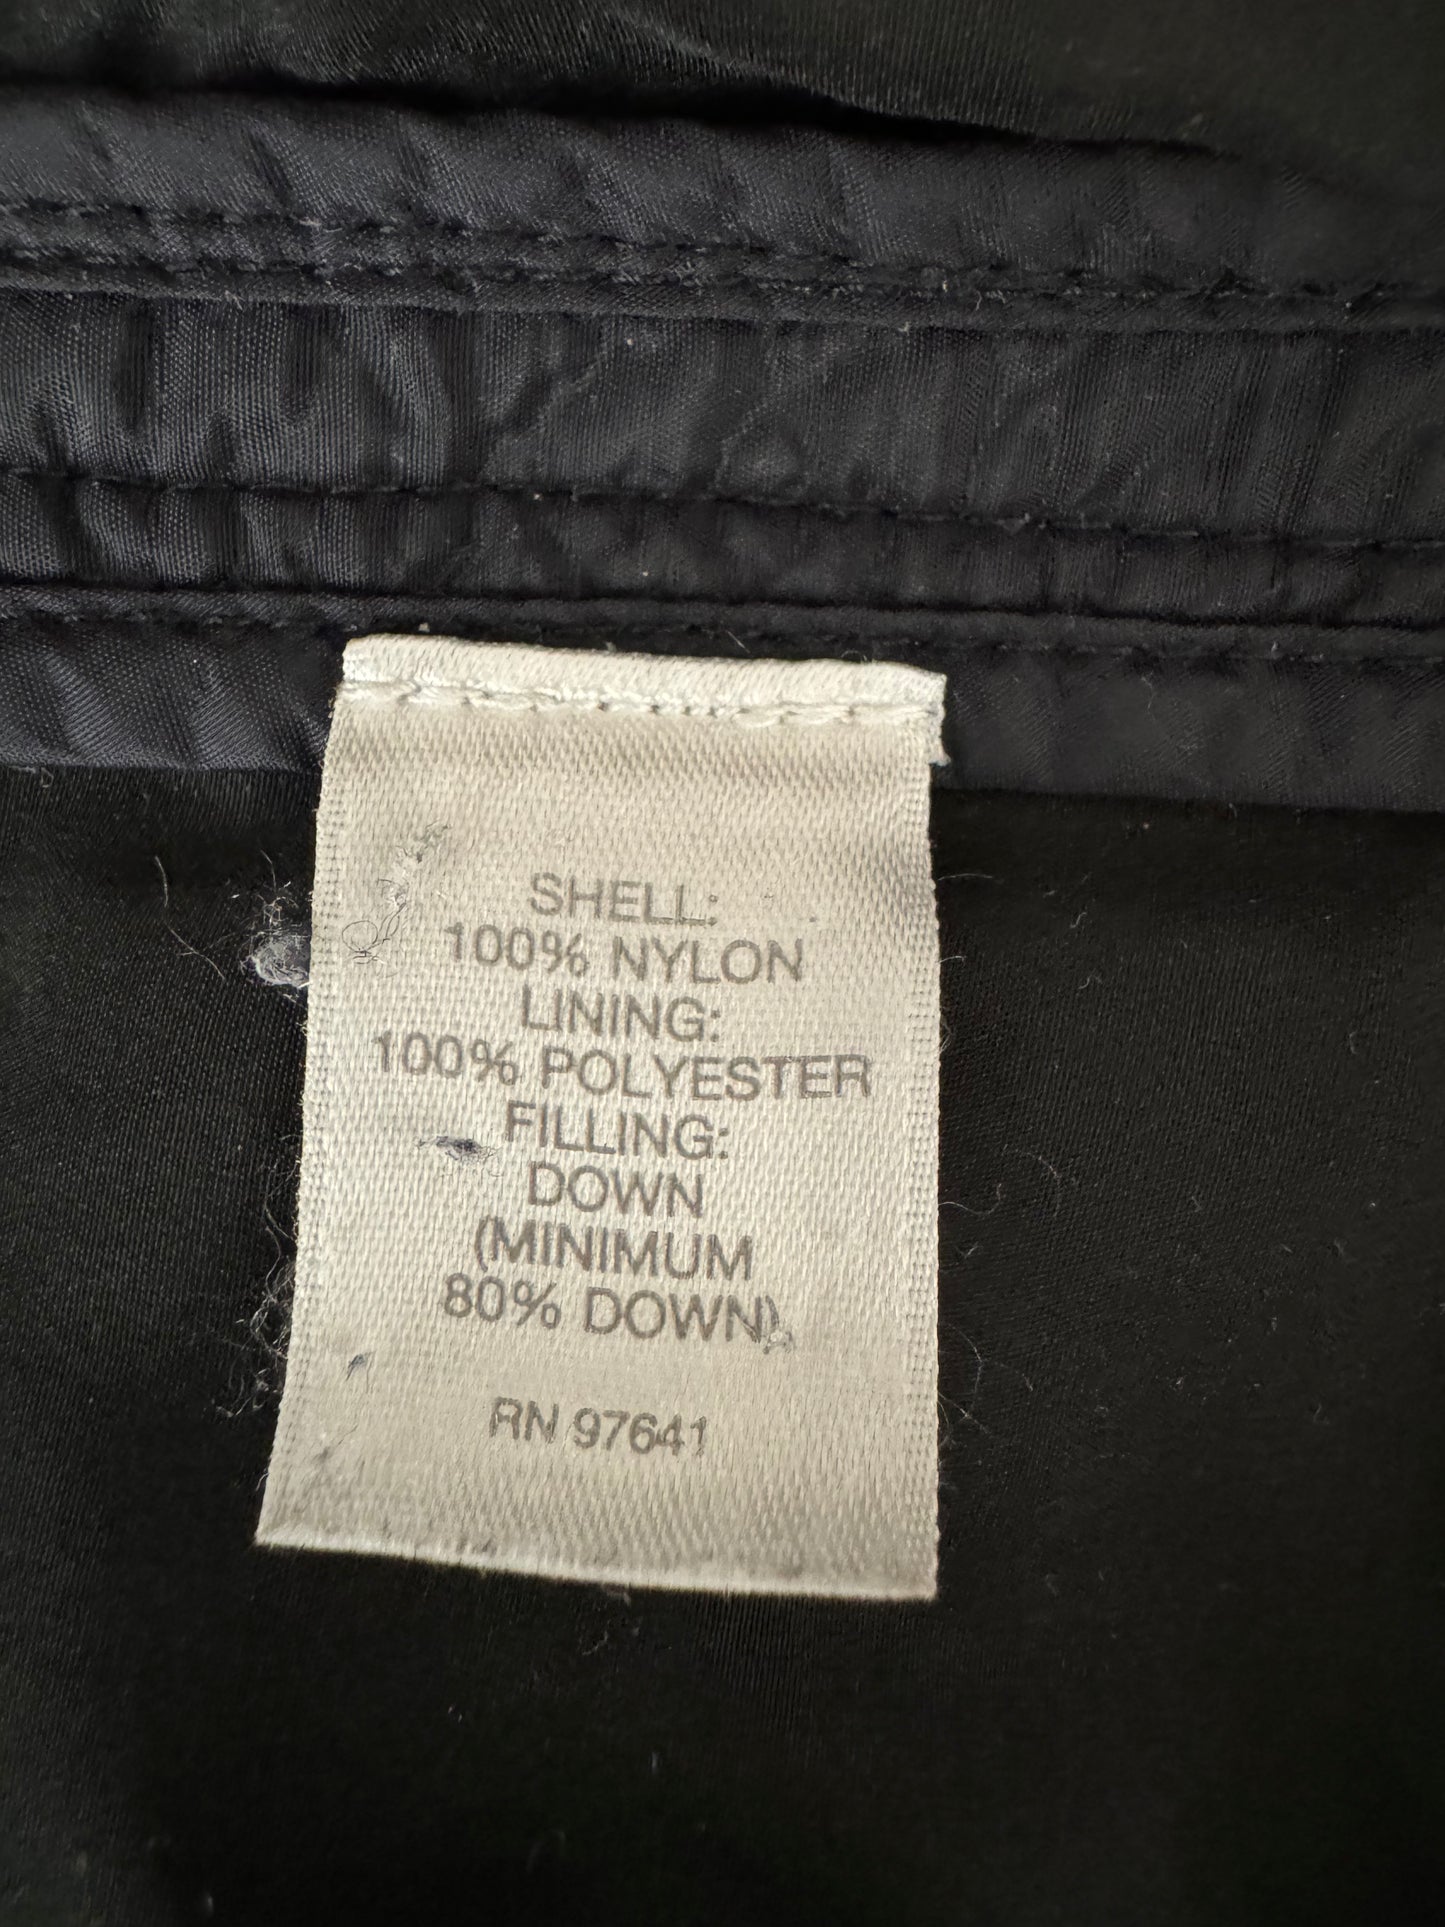 SHELL:
100% NYLON
LINING:
100% POLYESTER
FILLING:
DOWN
(MINIMUM
80% DOWN)
RN 97641